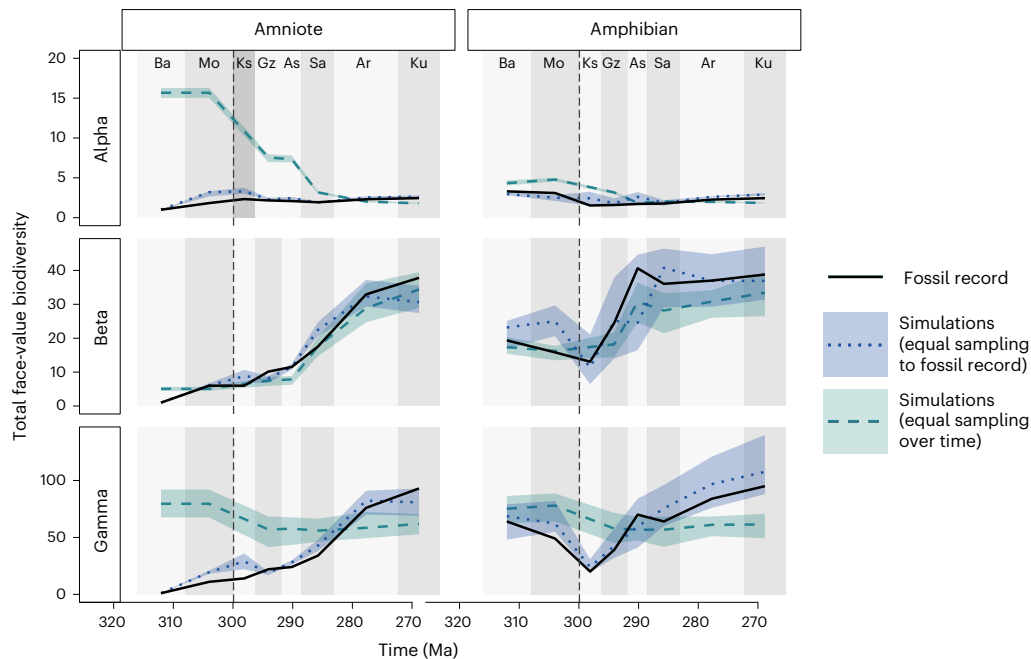 Amniote
Amphibian
Alpha
20
15
10
5
0
Ba Mo Ks Gz As Sa Ar Ku
Ba Mo Ks Gz As Sa Ar Ku
Total face-value biodiversity
Beta
40
30
20
10
0
Gamma
100
50
0
320 310 300 290 280 270
320 310 300 290 280 270
Time (Ma)
Fossil record
Simulations
(equal sampling
to fossil record)
Simulations
(equal sampling
over time)